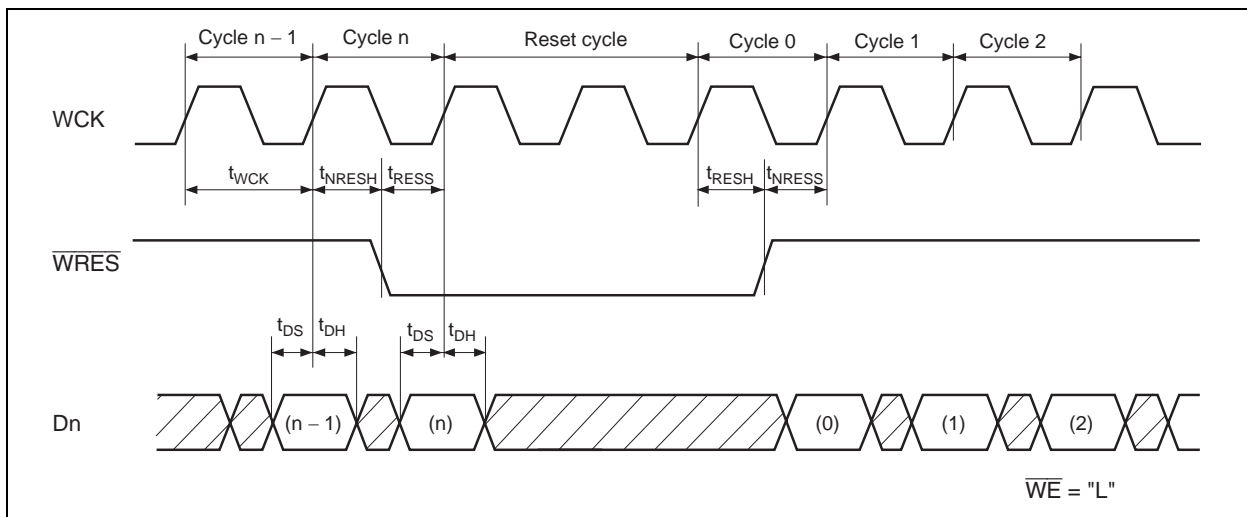 Cycle n – 1 Cycle n Reset cycle Cycle 0 Cycle 1 Cycle 2
WCK
tWCK tNRESH tRESS tRESH tNRESS
WRES
tDS tDH tDS tDH
Dn (n – 1) (n) (0) (1) (2)
WE = "L"